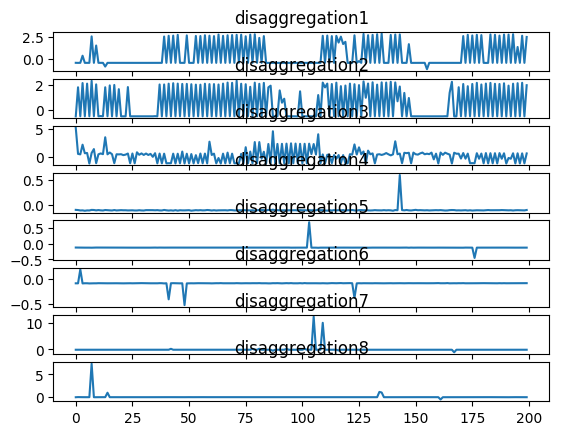 disaggregation1
2.5
0.0
disaggregation2
2
0
disaggregation3
5
0
disaggregation4
0.5
0.0
disaggregation5
0.5
0.0
−0.5
disaggregation6
0.0
−0.5
disaggregation7
10
0
disaggregation8
5
0
0 25 50 75 100 125 150 175 200